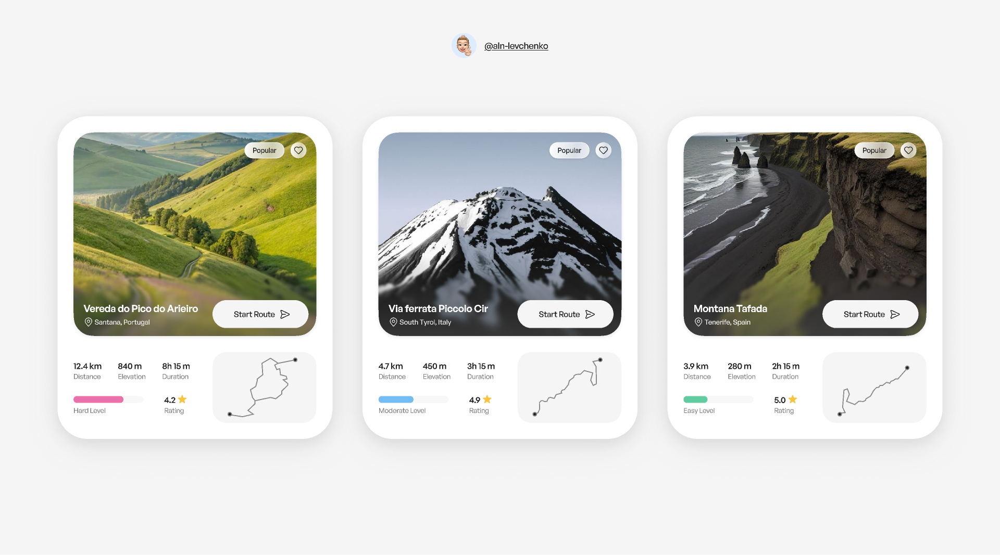 @aln-levchenko
Popular
Vereda do Pico do Arieiro
Santana, Portugal
Start Route
12.4 km
840 m
8h 15 m
Distance
Elevation
Duration
4.2
Hard Level
Rating
Popular
Via ferrata Piccolo Cir
South Tyrol, Italy
Start Route
4.7 km
450 m
3h 15 m
Distance
Elevation
Duration
4.9
Moderate Level
Rating
Popular
Montana Tafada
Tenerife, Spain
Start Route
3.9 km
280 m
2h 15 m
Distance
Elevation
Duration
5.0
Easy Level
Rating